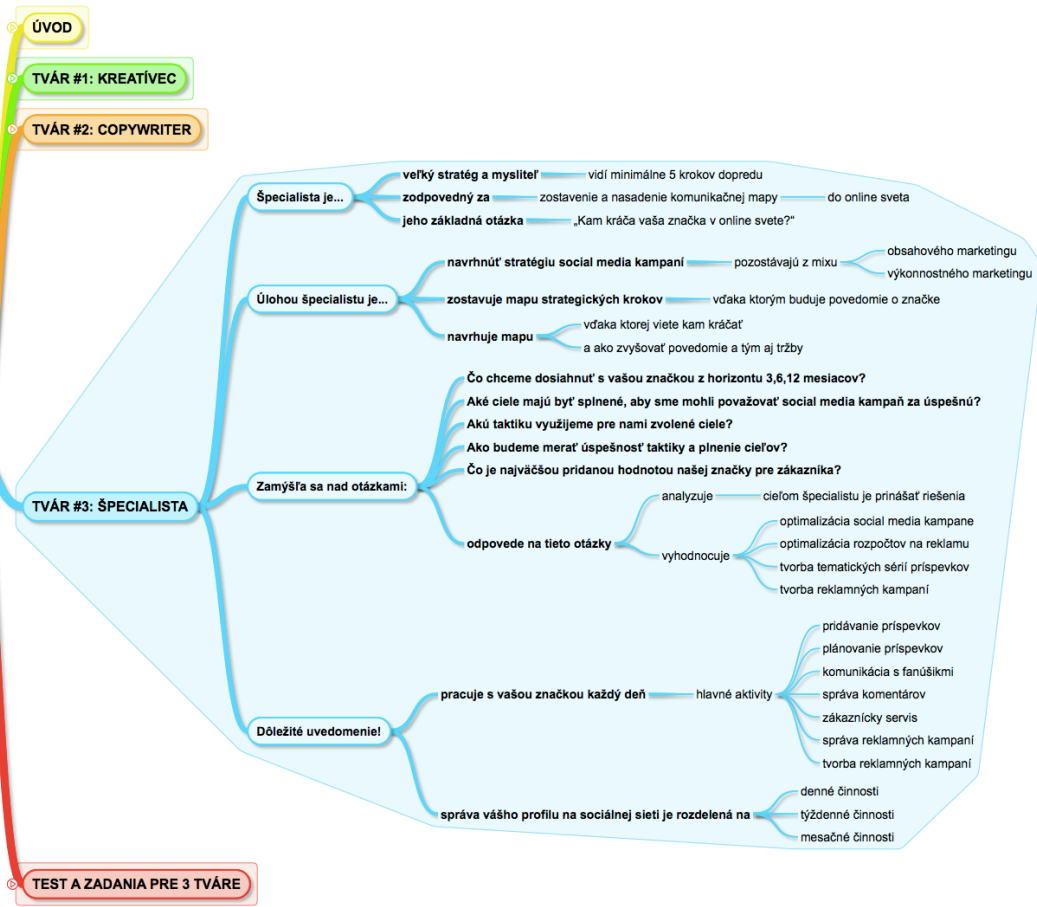 ÚVOD
TVÁR #1: KREATÍVEC
TVÁR #2: COPYWRITER
TVÁR #3: ŠPECIALISTA
Špecialista je...
veľký stratég a mysliteľ
vidí minimálne 5 krokov dopredu
zodpovedný za
zostavenie a nasadenie komunikačnej mapy
do online sveta
jeho základná otázka
„Kam kráča vaša značka v online svete?“
Úlohou špecialistu je...
navrhnúť stratégiu social media kampaní
pozostávajú z mixu
obsahového marketingu
výkonnostného marketingu
zostavuje mapu strategických krokov
vďaka ktorým buduje povedomie o značke
navrhuje mapu
vďaka ktorej viete kam kráčať
a ako zvyšovať povedomie a tým aj tržby
Zamýšľa sa nad otázkami:
Čo chceme dosiahnuť s vašou značkou z horizontu 3,6,12 mesiacov?
Aké ciele majú byť splnené, aby sme mohli považovať social media kampaň za úspešnú?
Akú taktiku využijeme pre nami zvolené ciele?
Ako budeme merať úspešnosť taktiky a plnenie cieľov?
Čo je najväčšou pridanou hodnotou našej značky pre zákazníka?
odpovede na tieto otázky
analyzuje
cieľom špecialistu je prinášať riešenia
vyhodnocuje
optimalizácia social media kampane
optimalizácia rozpočtov na reklamu
tvorba tematických sérií príspevkov
tvorba reklamných kampaní
Dôležité uvedomenie!
pracuje s vašou značkou každý deň
hlavné aktivity
pridávanie príspevkov
plánovanie príspevkov
komunikácia s fanúšikmi
správa komentárov
zákaznícky servis
správa reklamných kampaní
tvorba reklamných kampaní
správa vášho profilu na sociálnej sieti je rozdelená na
denné činnosti
týždenné činnosti
mesačné činnosti
TEST A ZADANIA PRE 3 TVÁRE